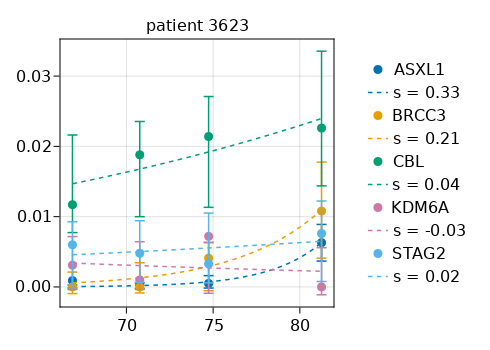 patient 3623
0.03
0.02
0.01
0.00
70
75
80
ASXL1
s = 0.33
BRCC3
s = 0.21
CBL
s = 0.04
KDM6A
s = -0.03
STAG2
s = 0.02